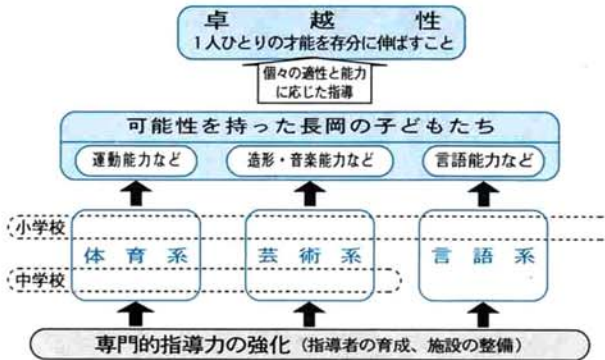 卓越性
1人ひとりの才能を存分に伸ばすこと
個々の適性と能力
に応じた指導
可能性を持った長岡の子どもたち
運動能力など 造形・音楽能力など 言語能力など
小学校
体育系 芸術系 言語系
中学校
専門的指導力の強化 (指導者の育成、施設の整備)